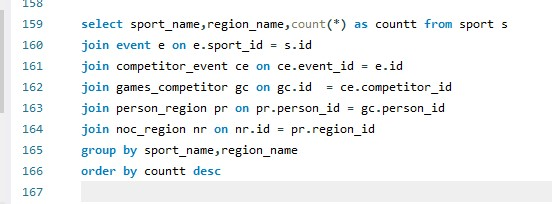 158
159 select sport_name,region_name,count(*) as countt from sport s
160 join event e on e.sport_id = s.id
161 join competitor_event ce on ce.event_id = e.id
162 join games_competitor gc on gc.id  = ce.competitor_id
163 join person_region pr on pr.person_id = gc.person_id
164 join noc_region nr on nr.id = pr.region_id
165 group by sport_name,region_name
166 order by countt desc
167